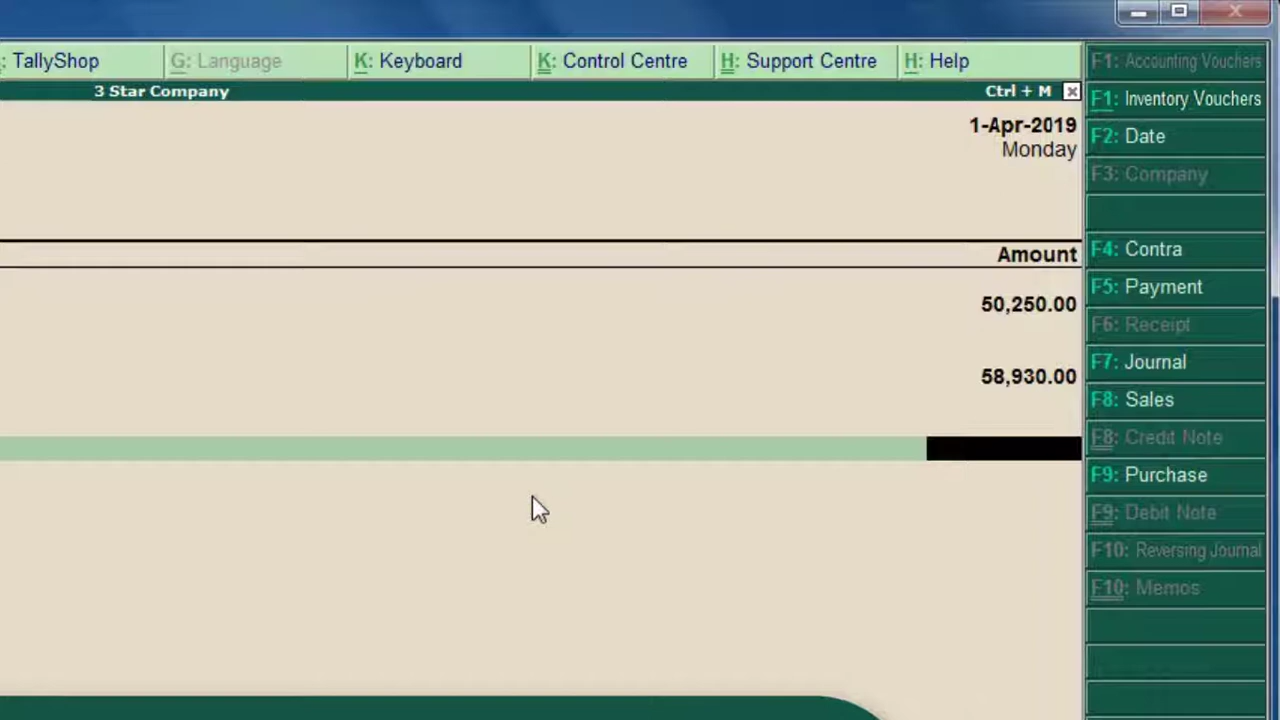 : TallyShop
G: Language
K: Keyboard
K: Control Centre
H: Support Centre
H: Help
3 Star Company
Ctrl + M
1-Apr-2019
Monday
Amount
50,250.00
58,930.00
F1: Accounting Vouchers
F1: Inventory Vouchers
F2: Date
F3: Company
F4: Contra
F5: Payment
F6: Receipt
F7: Journal
F8: Sales
F8: Credit Note
F9: Purchase
F9: Debit Note
F10: Reversing Journal
F10: Memos